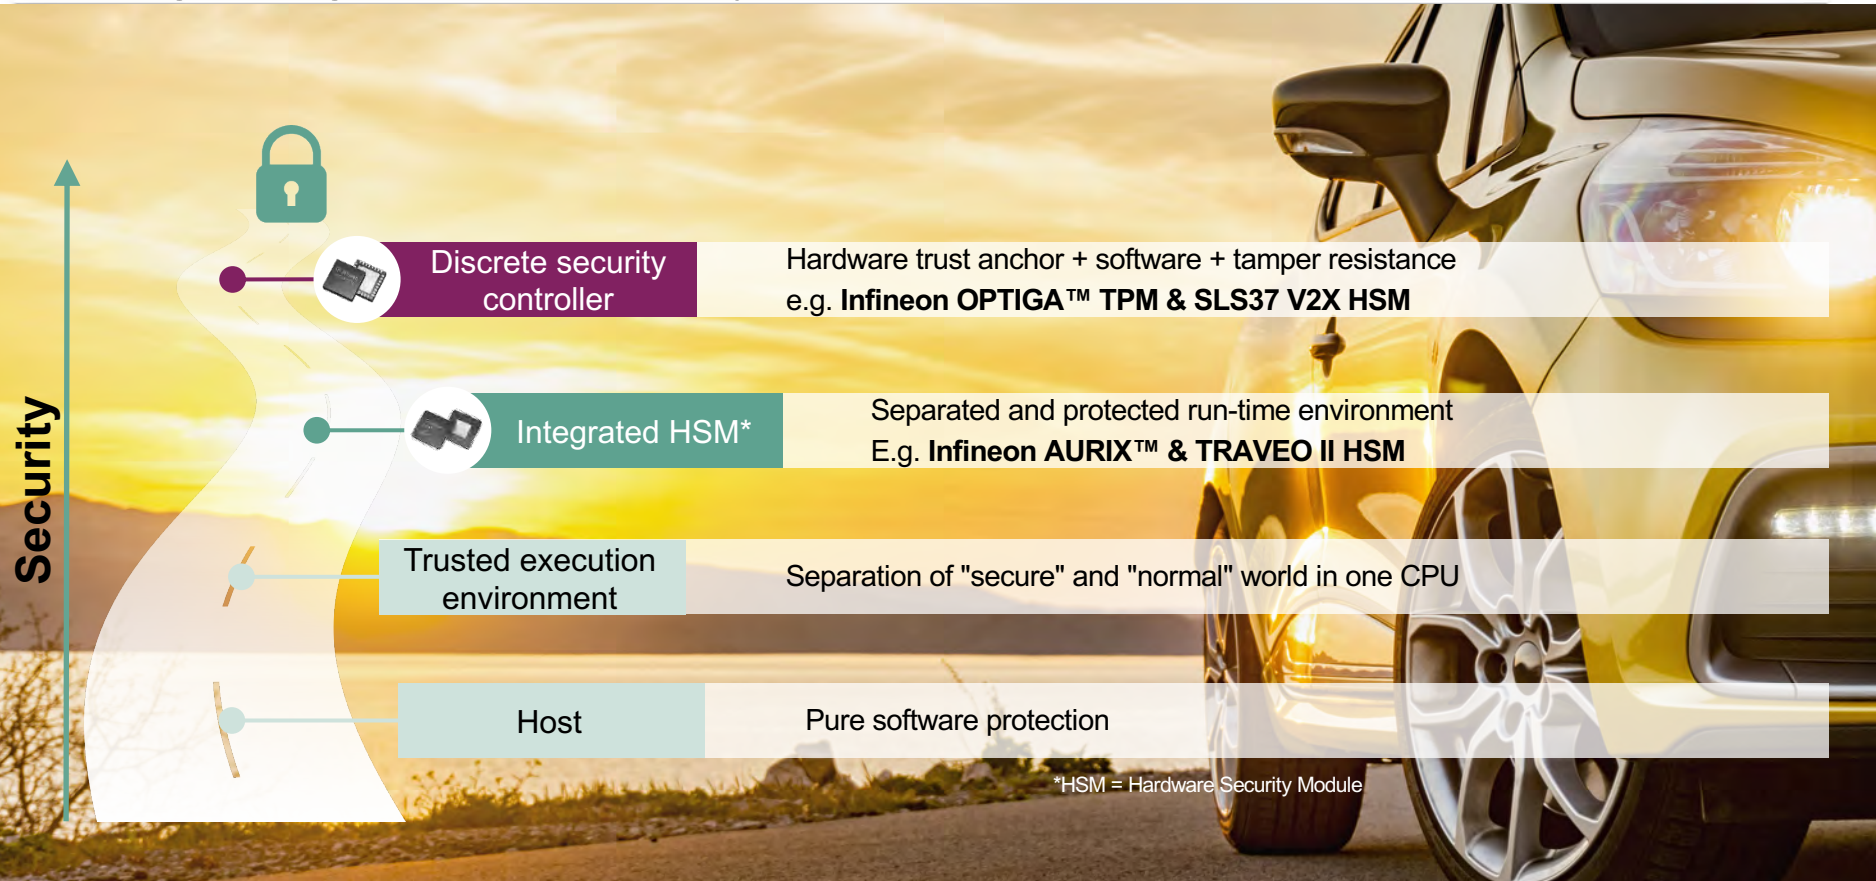 Discrete security
controller
Hardware trust anchor + software + tamper resistance
e.g. Infineon OPTIGA™ TPM & SLS37 V2X HSM
Integrated HSM*
Separated and protected run-time environment
E.g. Infineon AURIX™ & TRAVEO II HSM
Security
Trusted execution
environment
Separation of "secure" and "normal" world in one CPU
Host
Pure software protection
*HSM = Hardware Security Module